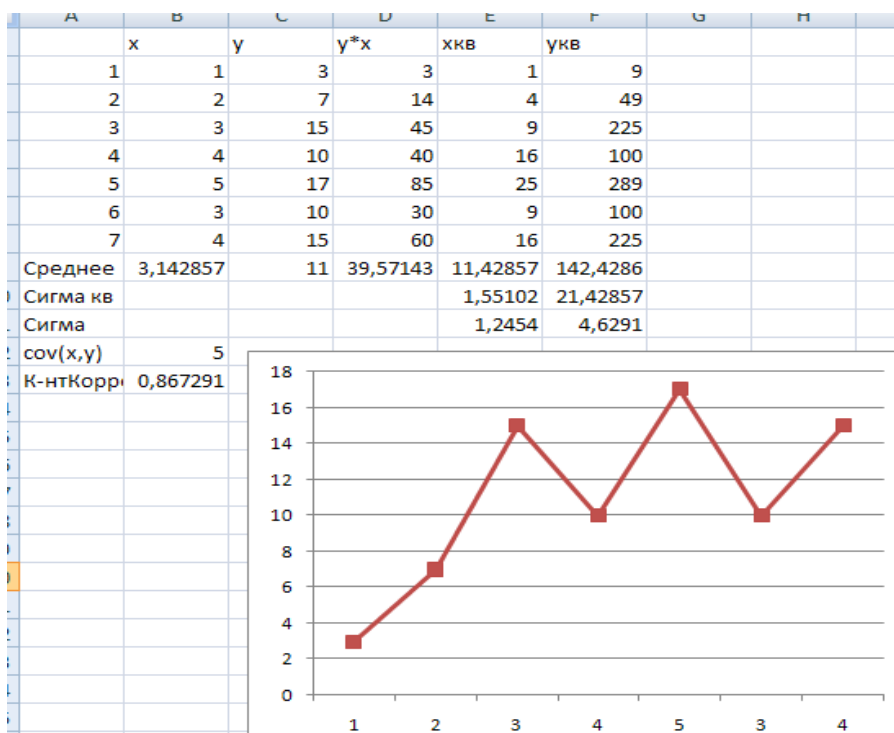 A B C D E F G H
x y y*x xкв yкв
1 1 3 3 1 9
2 2 7 14 4 49
3 3 15 45 9 225
4 4 10 40 16 100
5 5 17 85 25 289
6 3 10 30 9 100
7 4 15 60 16 225
Среднее 3,142857 11 39,57143 11,42857 142,4286
Сигма кв 1,55102 21,42857
Сигма 1,2454 4,6291
cov(x,y) 5
К-нтКорр 0,867291
18
16
14
12
10
8
6
4
2
0
1 2 3 4 5 3 4